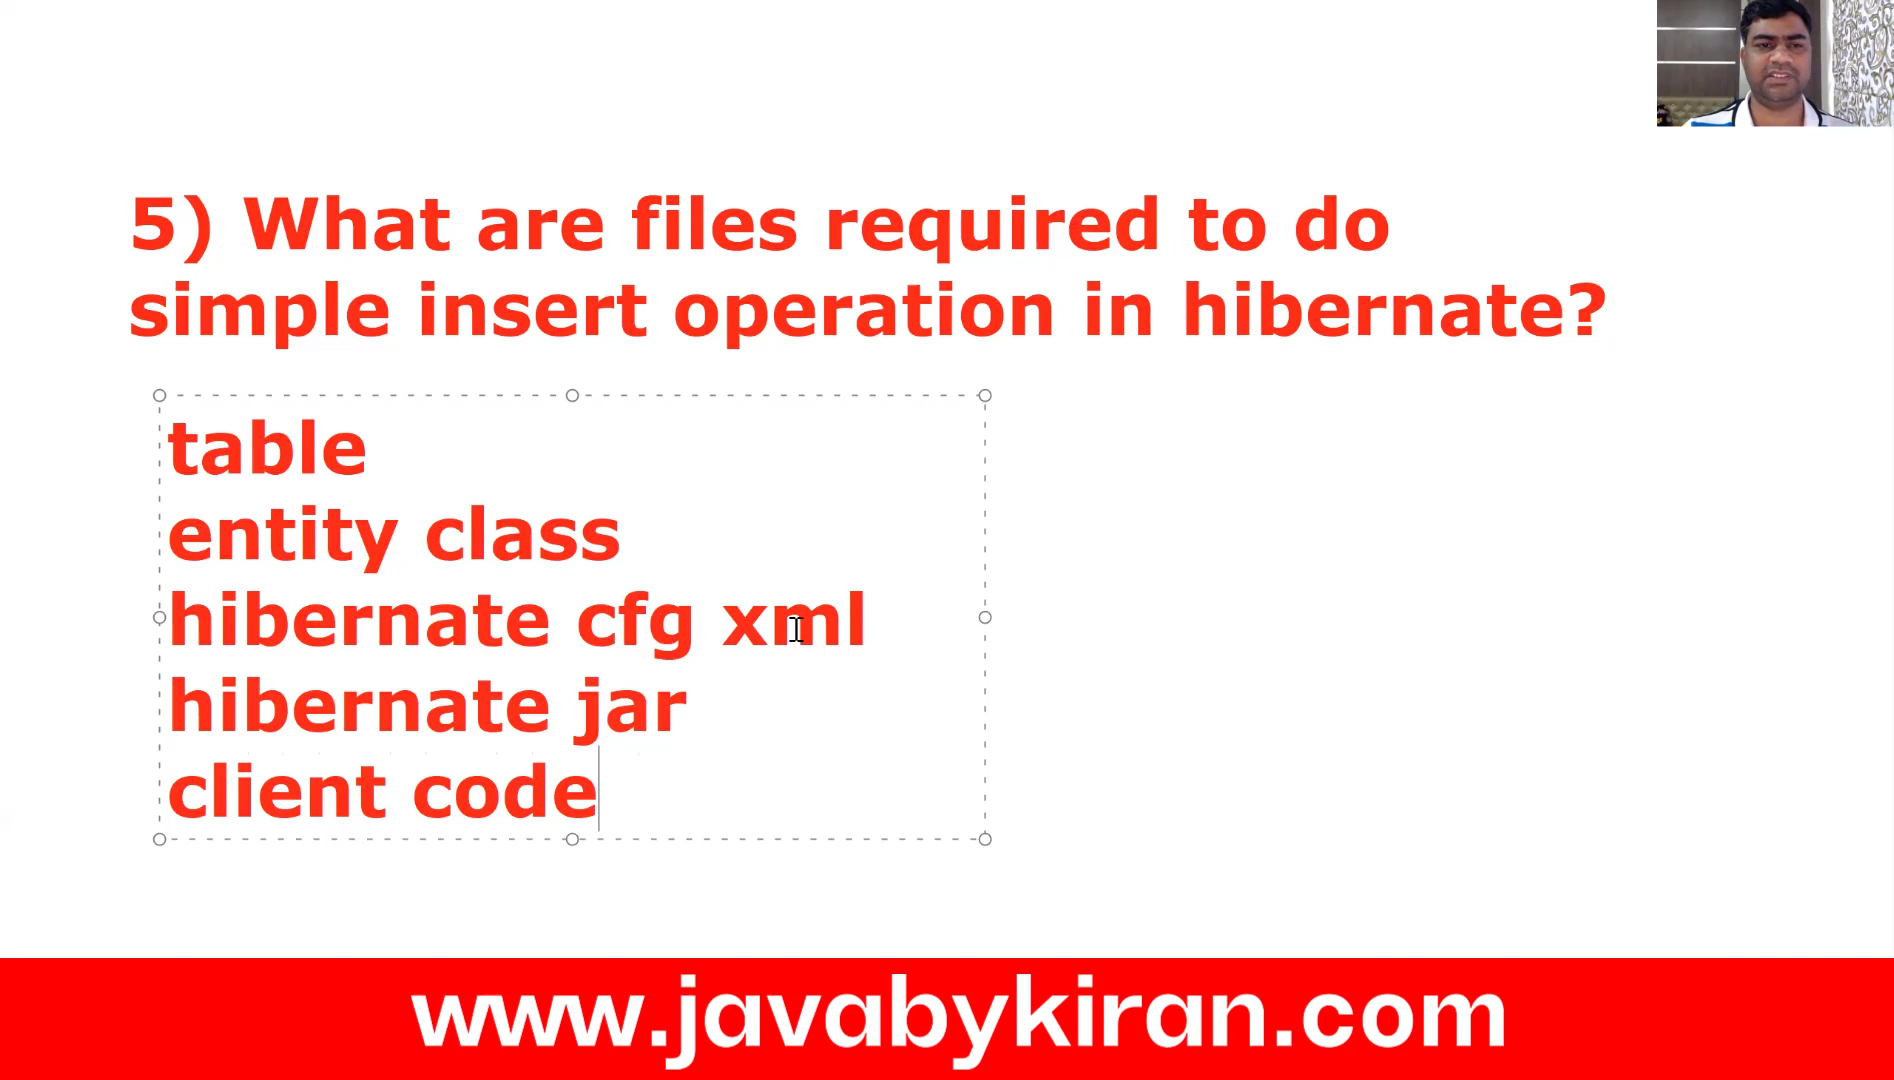 5) What are files required to do
simple insert operation in hibernate?
table
entity class
hibernate cfg xml
hibernate jar
client code
www.javabykiran.com